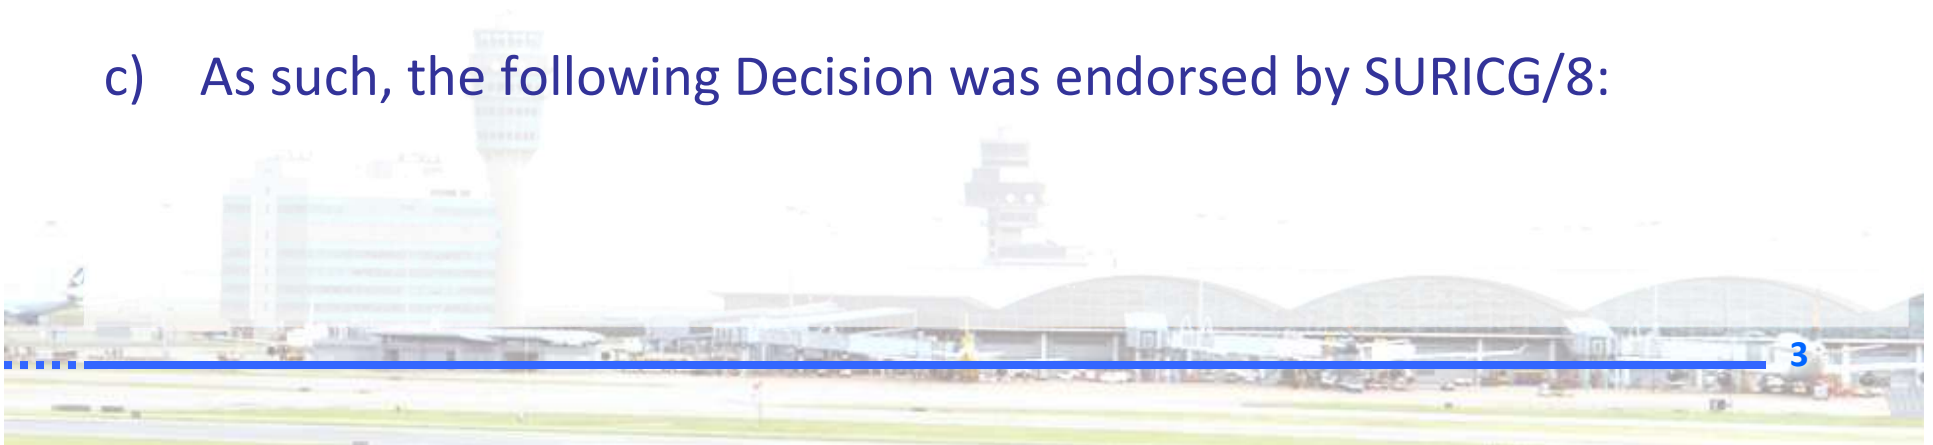 c) As such, the following Decision was endorsed by SURICG/8:
3